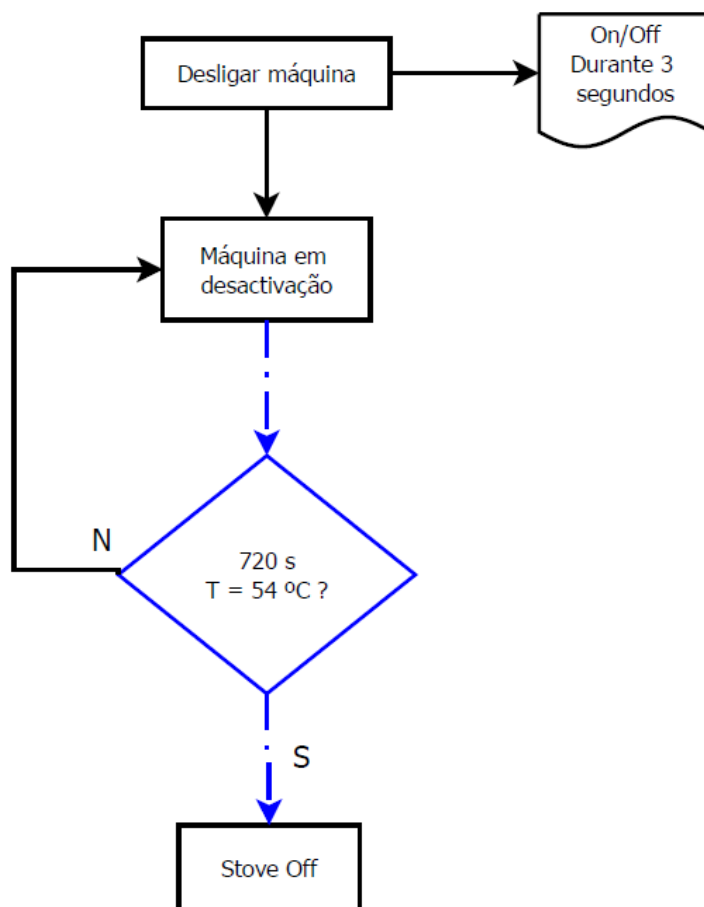 Desligar máquina
On/Off
Durante 3
segundos
Máquina em
desactivação
N
720 s
T = 54 ºC ?
S
Stove Off